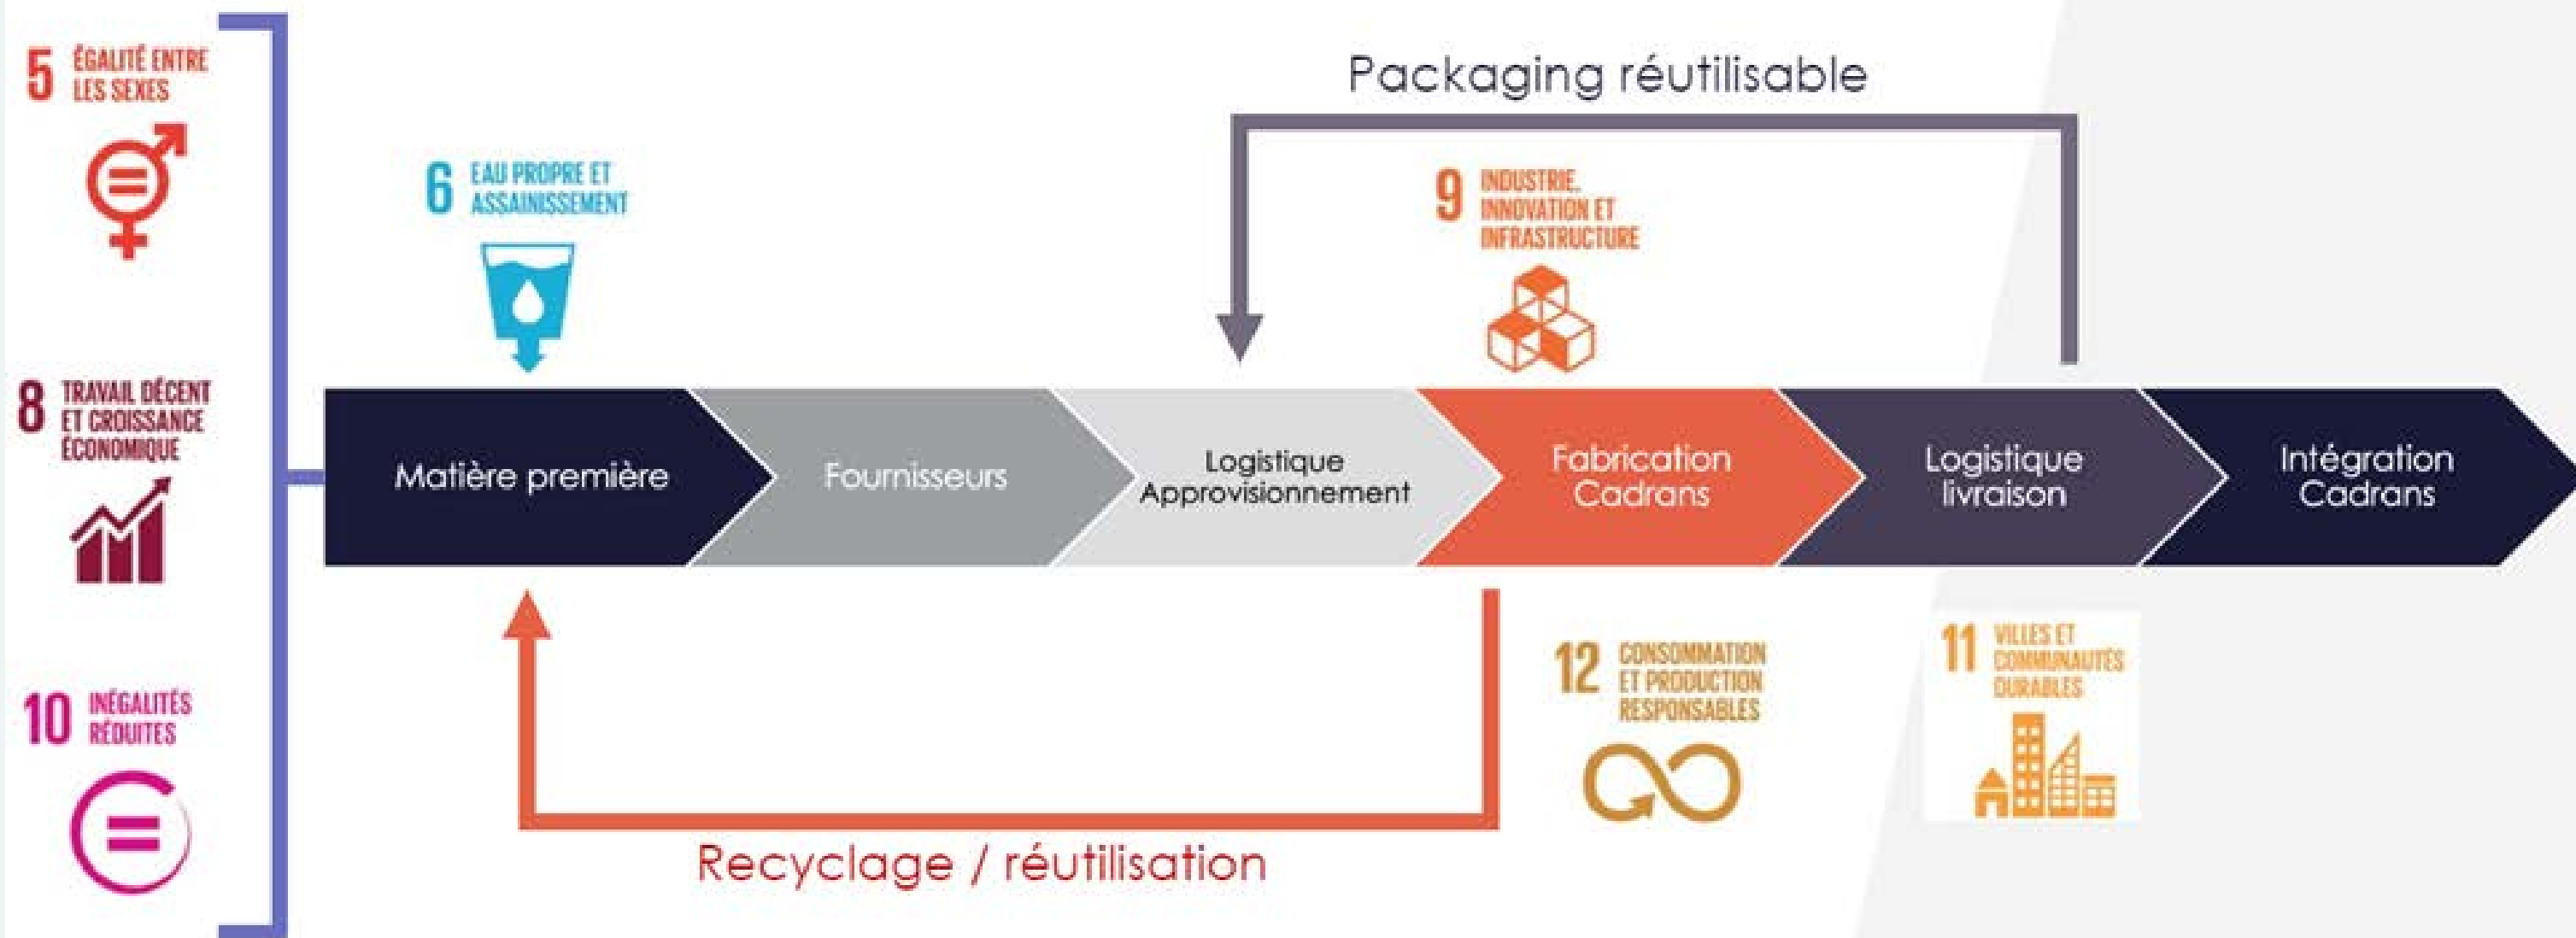 5 ÉGALITÉ ENTRE
LES SEXES
8 TRAVAIL DÉCENT
ET CROISSANCE
ÉCONOMIQUE
10 INÉGALITÉS
RÉDUITES
6 EAU PROPRE ET
ASSAINISSEMENT
Packaging réutilisable
9 INDUSTRIE,
INNOVATION ET
INFRASTRUCTURE
Matière première
Fournisseurs
Logistique
Approvisionnement
Fabrication
Cadrans
Logistique
livraison
Intégration
Cadrans
Recyclage / réutilisation
12 CONSOMMATION
ET PRODUCTION
RESPONSABLES
11 VILLES ET
COMMUNAUTÉS
DURABLES